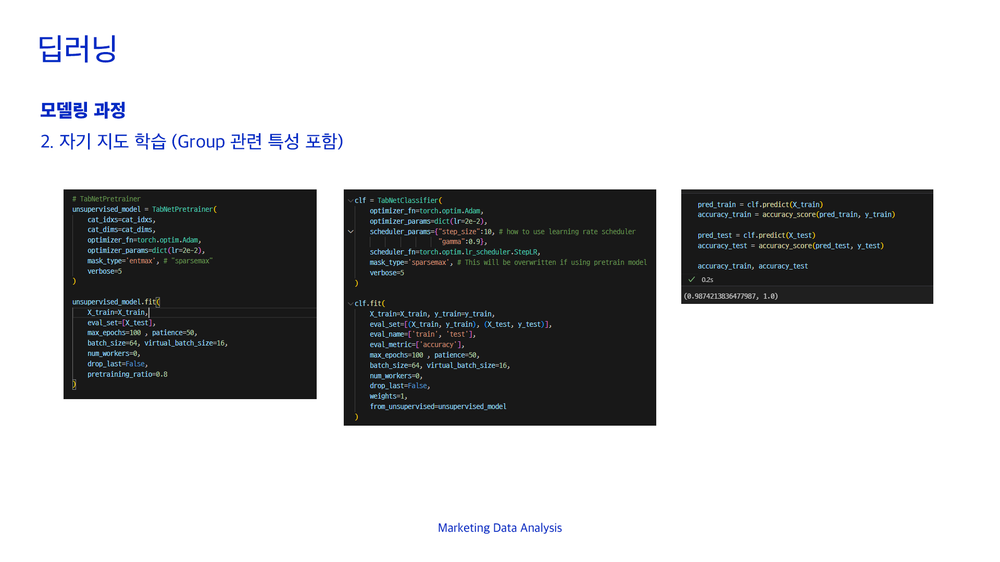 딥러닝
모델링 과정
2. 자기 지도 학습 (Group 관련 특성 포함)
# TabNetPretrainer
unsupervised_model = TabNetPretrainer(
    cat_idxs=cat_idxs,
    cat_dims=cat_dims,
    optimizer_fn=torch.optim.Adam,
    optimizer_params=dict(lr=2e-2),
    mask_type='entmax', # "sparsemax"
    verbose=5
)
unsupervised_model.fit(
    X_train=X_train,
    eval_set=[X_test],
    max_epochs=100 , patience=50,
    batch_size=64, virtual_batch_size=16,
    num_workers=0,
    drop_last=False,
    pretraining_ratio=0.8
)
clf = TabNetClassifier(
    optimizer_fn=torch.optim.Adam,
    optimizer_params=dict(lr=2e-2),
    scheduler_params={"step_size":10, # how to use learning rate scheduler
                    "gamma":0.9},
    scheduler_fn=torch.optim.lr_scheduler.StepLR,
    mask_type='sparsemax', # This will be overwritten if using pretrain model
    verbose=5
)
clf.fit(
    X_train=X_train, y_train=y_train,
    eval_set=[(X_train, y_train), (X_test, y_test)],
    eval_name=['train', 'test'],
    eval_metric=['accuracy'],
    max_epochs=100 , patience=50,
    batch_size=64, virtual_batch_size=16,
    num_workers=0,
    drop_last=False,
    weights=1,
    from_unsupervised=unsupervised_model
)
pred_train = clf.predict(X_train)
accuracy_train = accuracy_score(pred_train, y_train)
pred_test = clf.predict(X_test)
accuracy_test = accuracy_score(pred_test, y_test)
accuracy_train, accuracy_test
0.2s
(0.9874213836477987, 1.0)
Marketing Data Analysis